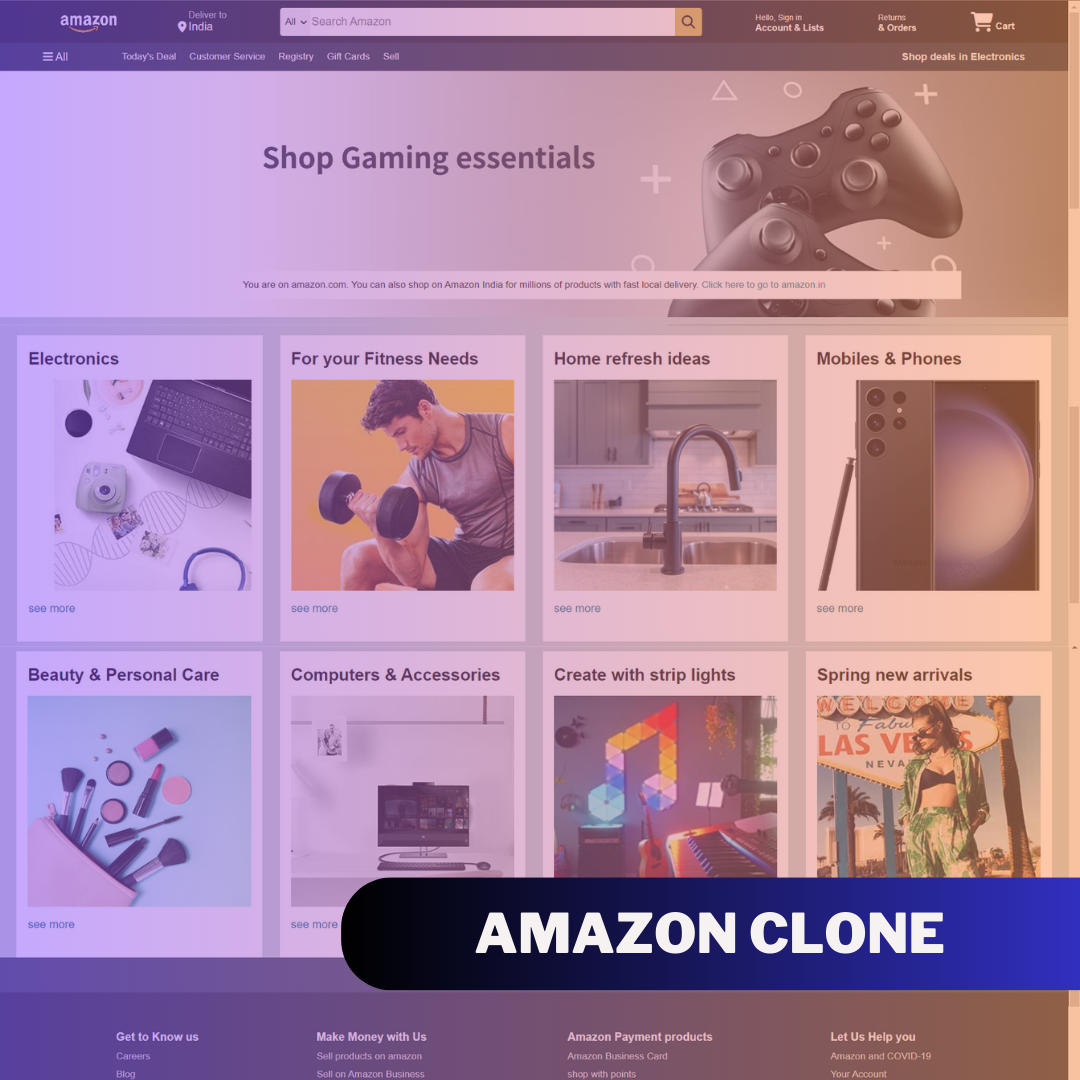 amazon
Deliver to
India
All
Search Amazon
Hello, Sign in
Account & Lists
Returns
& Orders
Cart
All
Today's Deal
Customer Service
Registry
Gift Cards
Sell
Shop deals in Electronics
Shop Gaming essentials
You are on amazon.com. You can also shop on Amazon India for millions of products with fast local delivery. Click here to go to amazon.in
Electronics
For your Fitness Needs
Home refresh ideas
Mobiles & Phones
see more
see more
see more
see more
Beauty & Personal Care
Computers & Accessories
Create with strip lights
Spring new arrivals
WELCOME
TO Fabu
LAS VE S
NEVA
see more
see more
AMAZON CLONE
Get to Know us
Make Money with Us
Amazon Payment products
Let Us Help you
Careers
Sell products on amazon
Amazon Business Card
Amazon and COVID-19
Blog
Sell on Amazon Business
shop with points
Your Account